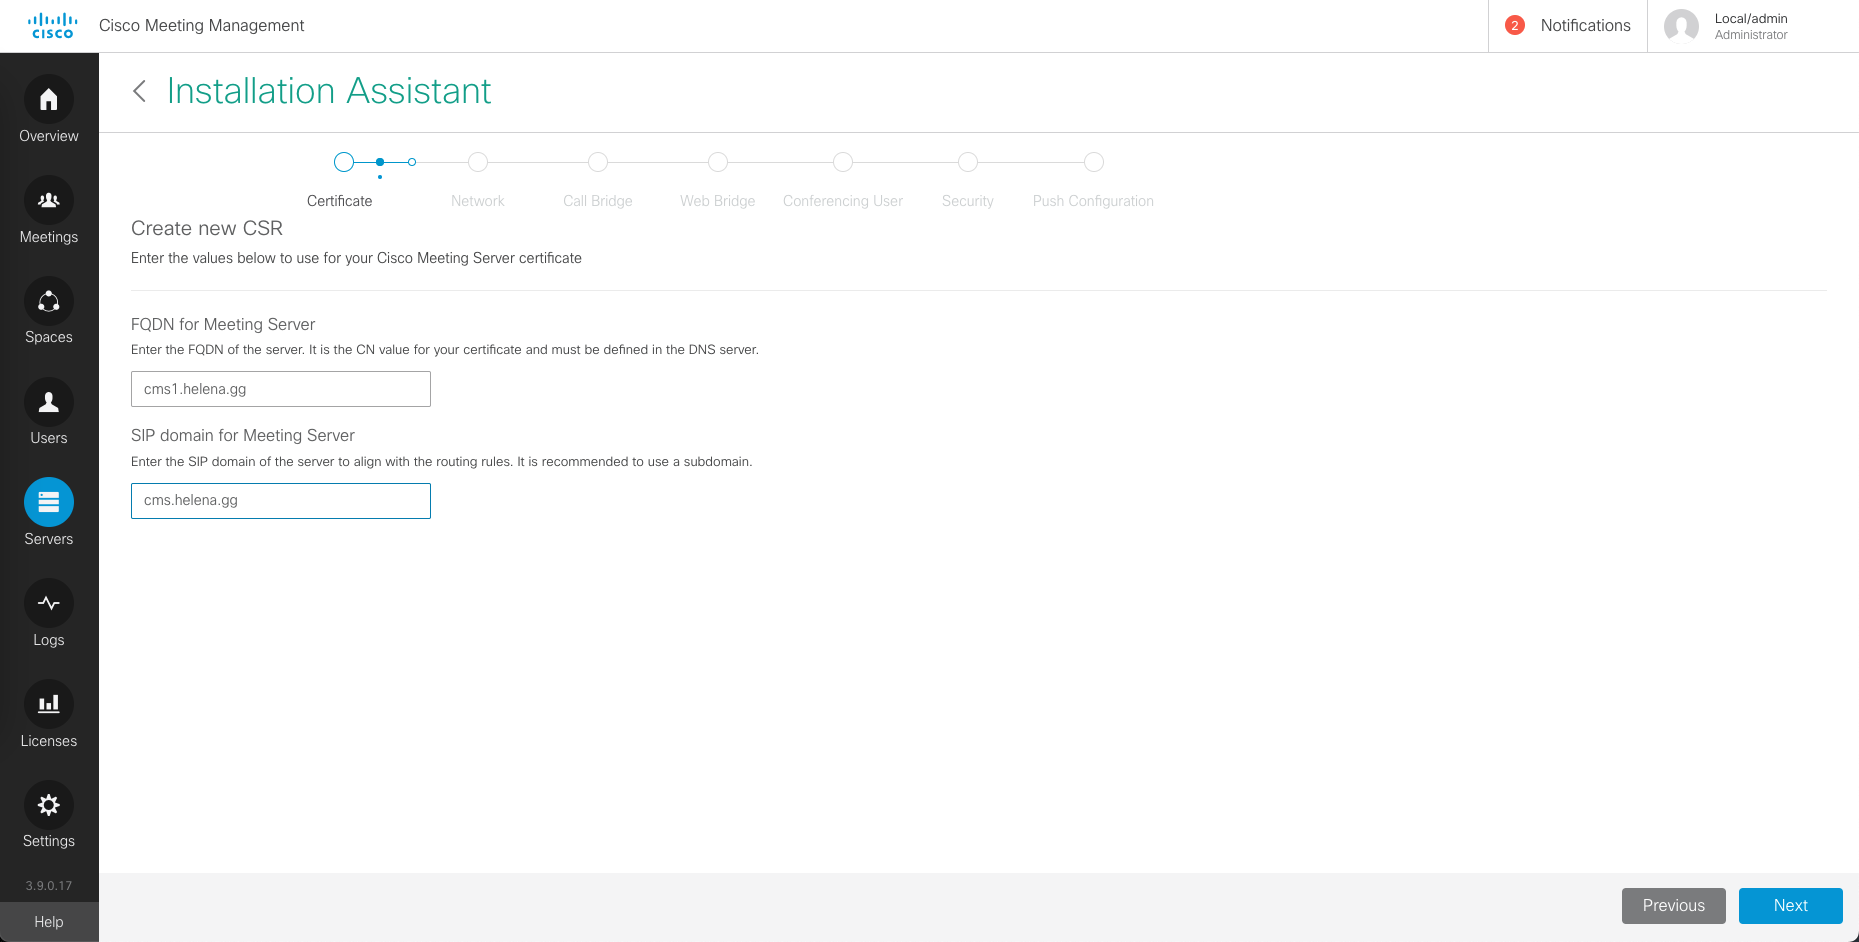 cisco
Cisco Meeting Management
2
Notifications
Local/admin
Administrator
Overview
Meetings
Spaces
Users
Servers
Logs
Licenses
Settings
3.9.0.17
Help
Installation Assistant
Certificate
Network
Call Bridge
Web Bridge
Conferencing User
Security
Push Configuration
Create new CSR
Enter the values below to use for your Cisco Meeting Server certificate
FQDN for Meeting Server
Enter the FQDN of the server. It is the CN value for your certificate and must be defined in the DNS server.
cms1.helena.gg
SIP domain for Meeting Server
Enter the SIP domain of the server to align with the routing rules. It is recommended to use a subdomain.
cms.helena.gg
Previous
Next